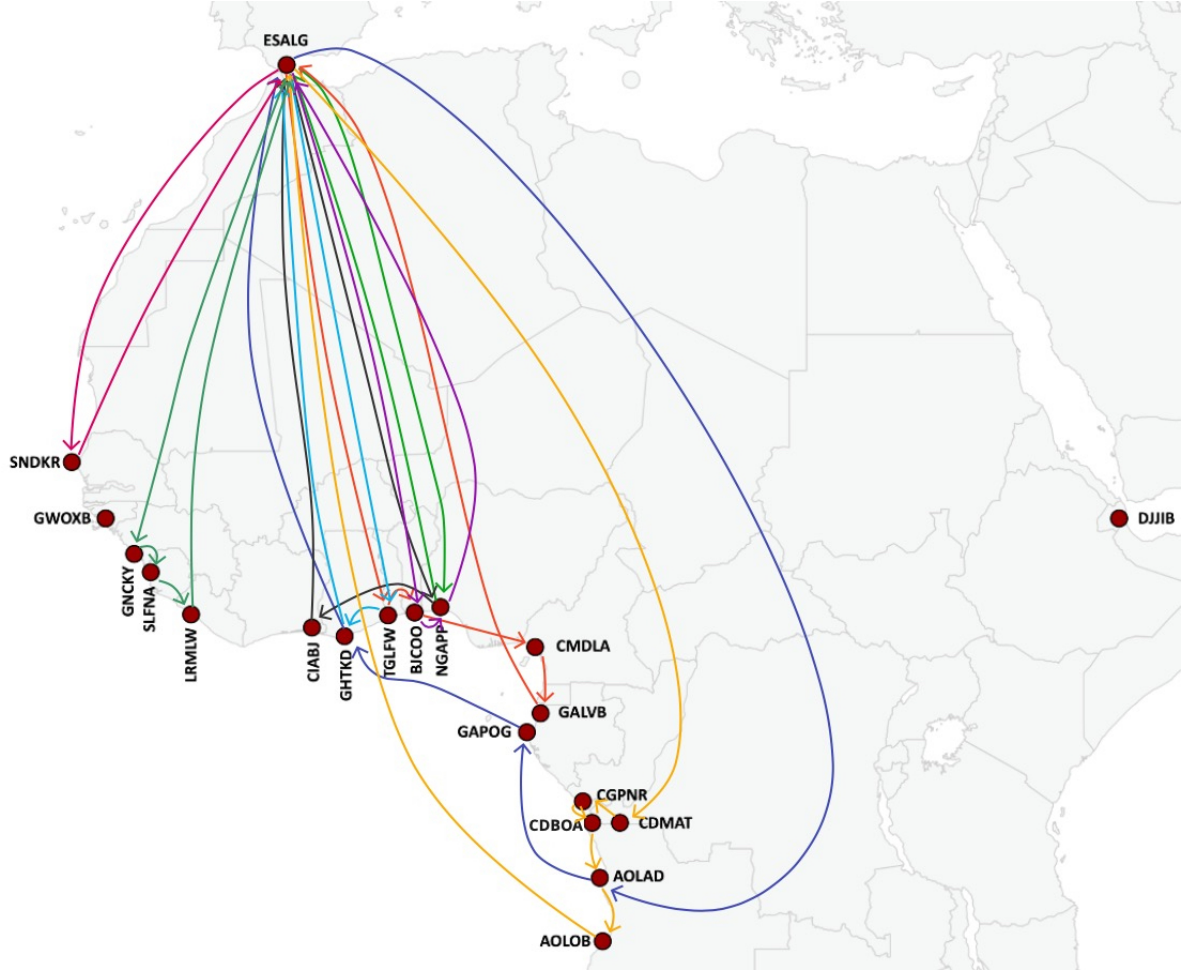 ESALG
SNDKR
GWOXB
DJJIB
GNCKY
SLFNA
LRMLW
CIABJ
GHTKD
TGLFW
BJCOO
NGAPP
CMDLA
GALVB
GAPOG
CGPNR
CDBOA
CDMAT
AOLAD
AOLOB